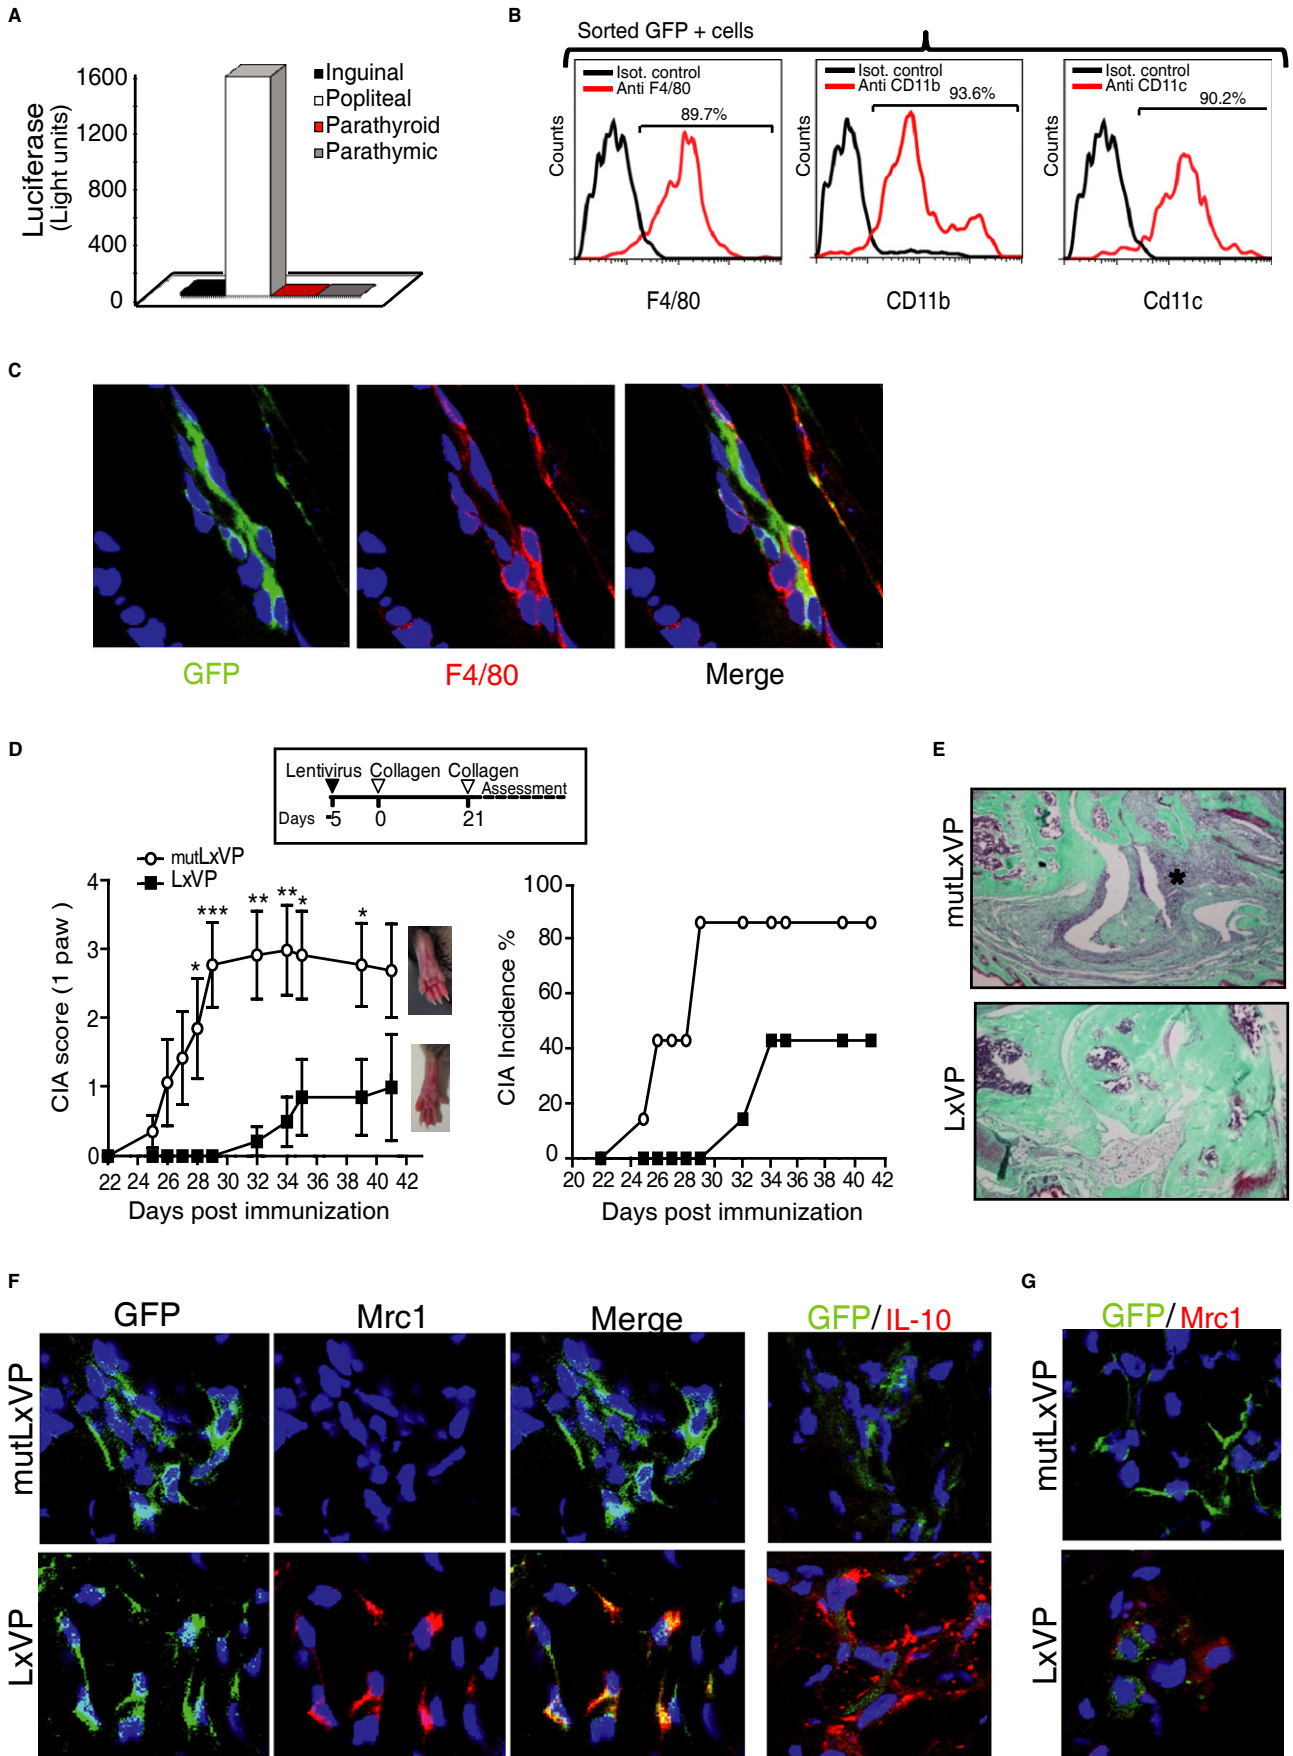 A
Luciferase
(Light units)
1600
1200
800
400
0
Inguinal
Popliteal
Parathyroid
Parathymic
B
Sorted GFP + cells
Isot. control
Anti F4/80
89.7%
Counts
F4/80
Isot. control
Anti CD11b
93.6%
Counts
CD11b
Isot. control
Anti CD11c
90.2%
Counts
Cd11c
C
GFP
F4/80
Merge
D
Lentivirus Collagen Collagen
Assessment
Days -5 0 21
mutLxVP
LxVP
CIA score (1 paw )
4
3
2
1
0
* *** ** ** * *
22 24 26 28 30 32 34 36 38 40 42
Days post immunization
CIA Incidence %
100
80
60
40
20
0
20 22 24 26 28 30 32 34 36 38 40 42
Days post immunization
E
mutLxVP
*
LxVP
F
GFP Mrc1 Merge GFP/IL-10
mutLxVP
LxVP
G
GFP/Mrc1
mutLxVP
LxVP